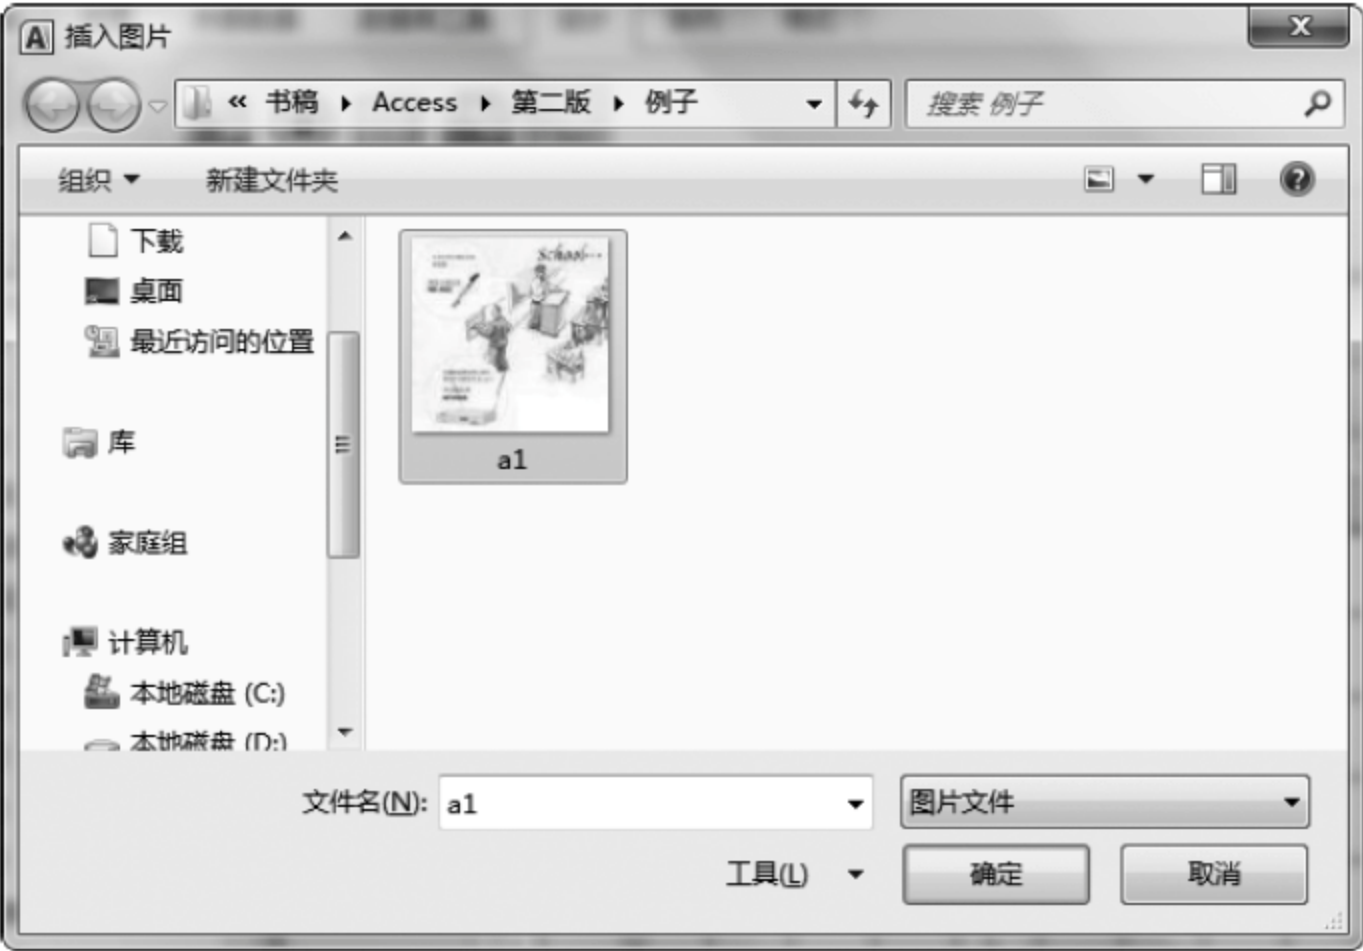 A 插入图片 x
« 书稿 ▸ Access ▸ 第二版 ▸ 例子
搜索 例子
组织 新建文件夹
下载
桌面
最近访问的位置
库
家庭组
计算机
本地磁盘 (C:)
本地磁盘 (D:)
School...
a1
文件名(N): a1
图片文件
工具(L) 确定 取消